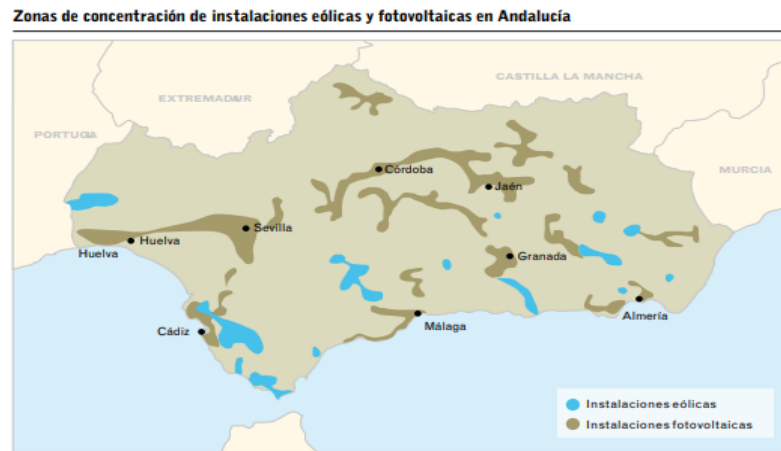 Zonas de concentración de instalaciones eólicas y fotovoltaicas en Andalucía
CASTILLA LA MANCHA
EXTREMADUR
PORTUGA
MURCIA
Córdoba
Jaén
Sevilla
Huelva
Huelva
Granada
Cádiz
Málaga
Almería
Instalaciones eólicas
Instalaciones fotovoltaicas